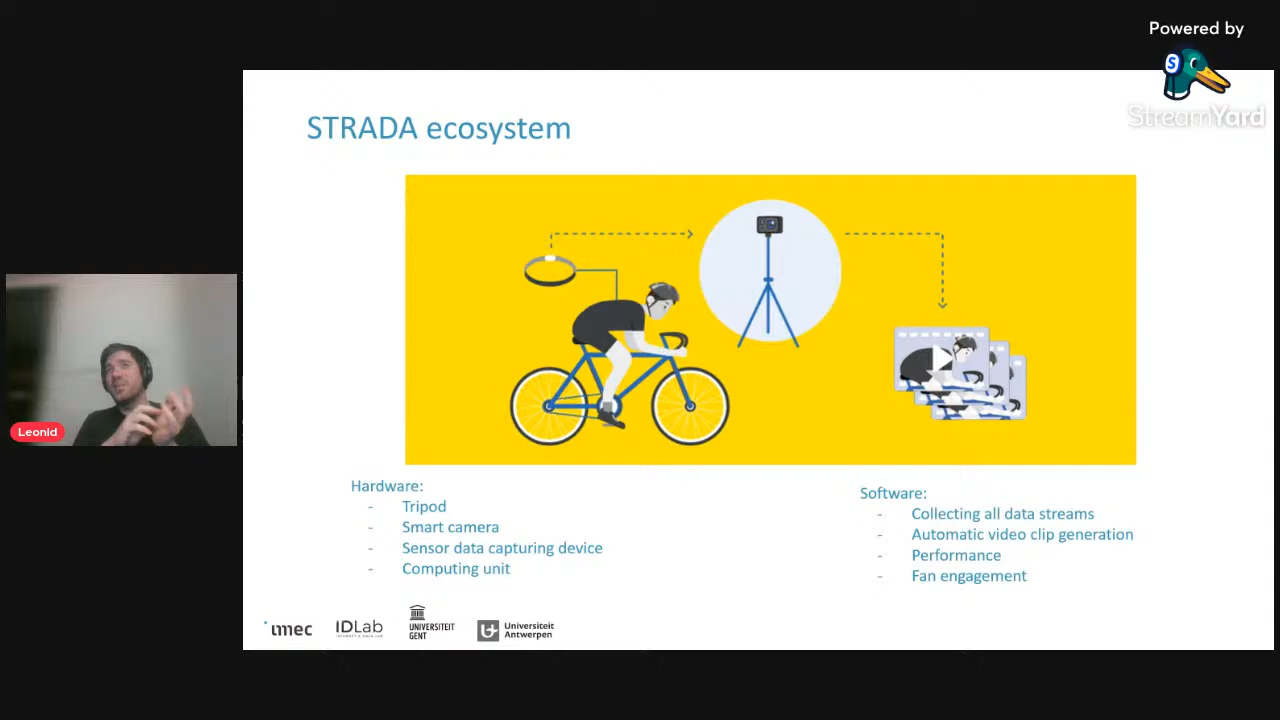 Powered by
S
StreamYard
STRADA ecosystem
Leonid
Hardware:
- Tripod
- Smart camera
- Sensor data capturing device
- Computing unit
Software:
- Collecting all data streams
- Automatic video clip generation
- Performance
- Fan engagement
imec
IDLab
UNIVERSITEIT
GENT
Universiteit
Antwerpen